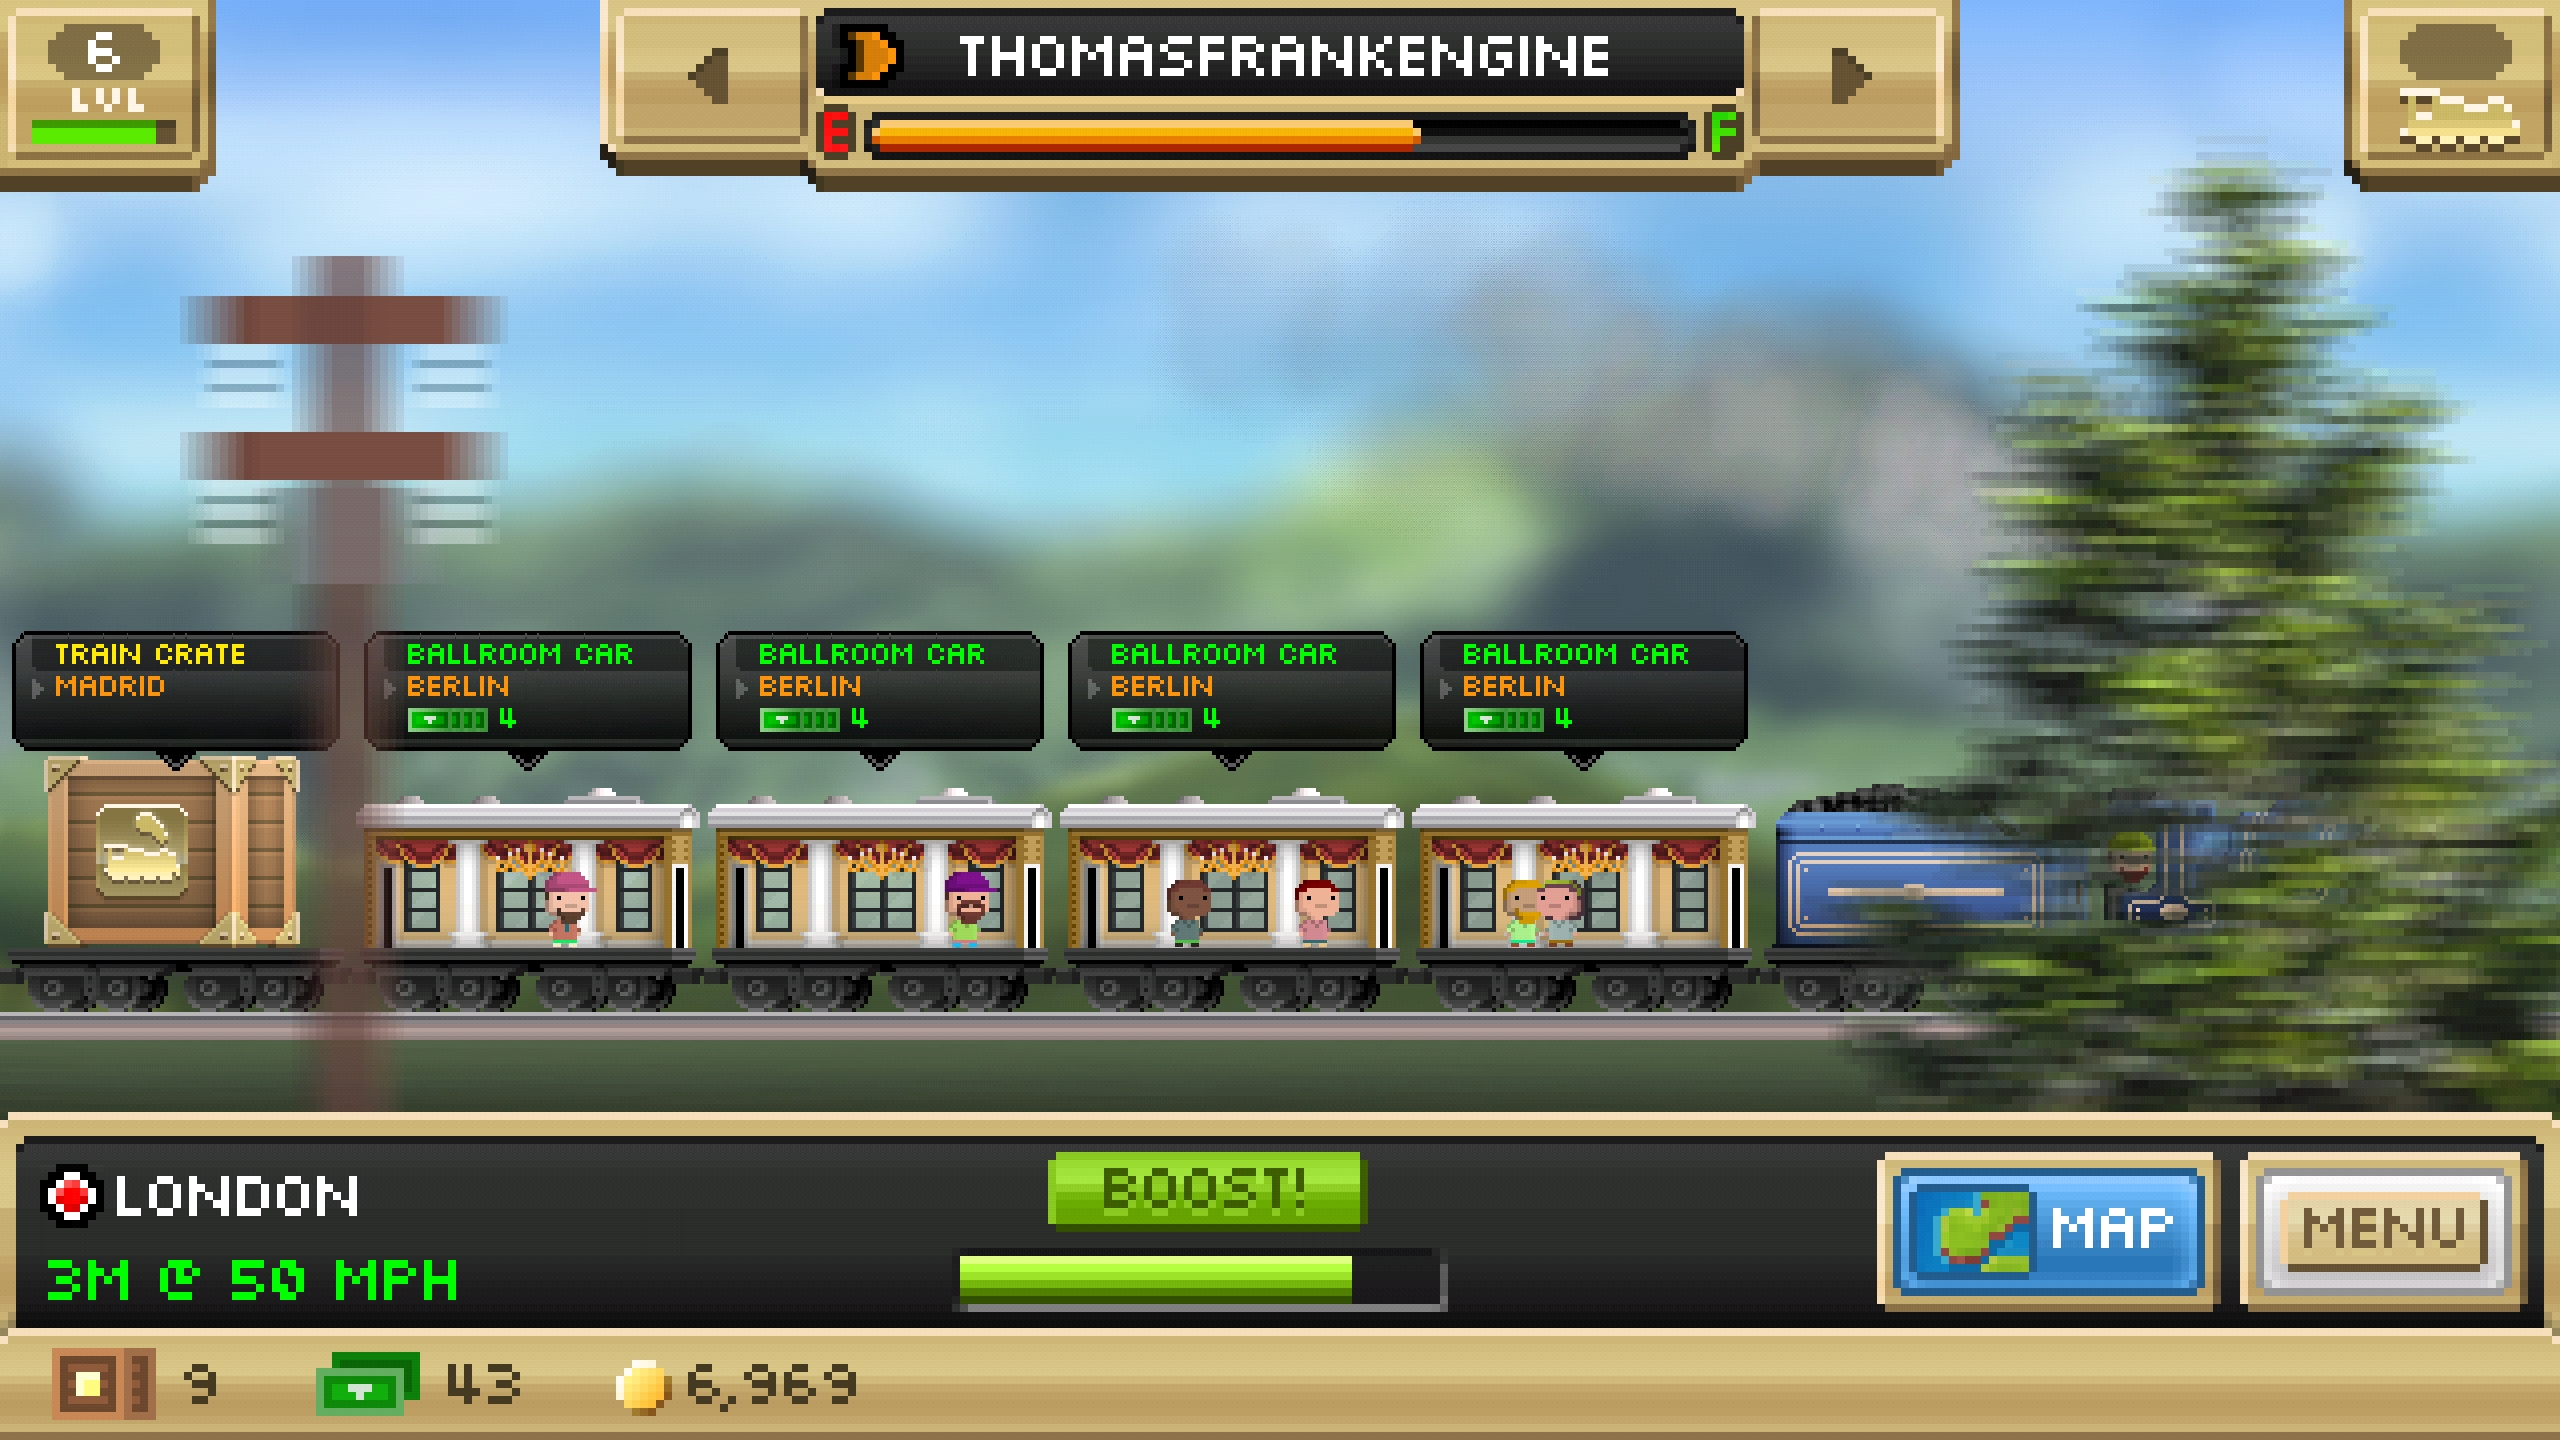 6
LVL
THOMASFRANKENGINE
E
F
TRAIN CRATE
MADRID
BALLROOM CAR
BERLIN
4
BALLROOM CAR
BERLIN
4
BALLROOM CAR
BERLIN
4
BALLROOM CAR
BERLIN
4
LONDON
3M @ 50 MPH
BOOST!
MAP
MENU
9
43
6,969